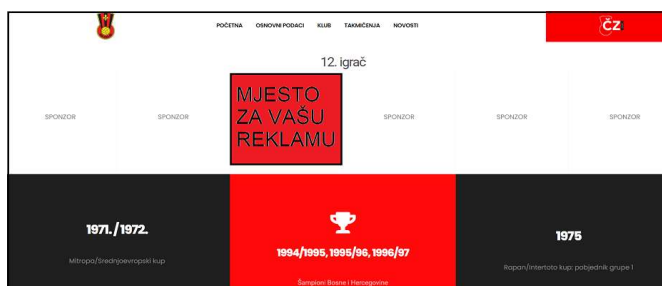 POČETNA OSNOVNI PODACI KLUB TAKMIČENJA NOVOSTI
ČZ
12. igrač
SPONZOR SPONZOR MJESTO ZA VAŠU REKLAMU SPONZOR SPONZOR SPONZOR
1971. / 1972.
Mitropa/Srednjoevropski kup
1994/1995, 1995/96, 1996/97
Šampioni Bosne i Hercegovine
1975
Rapan/Intertoto kup: pobjednik grupe 1